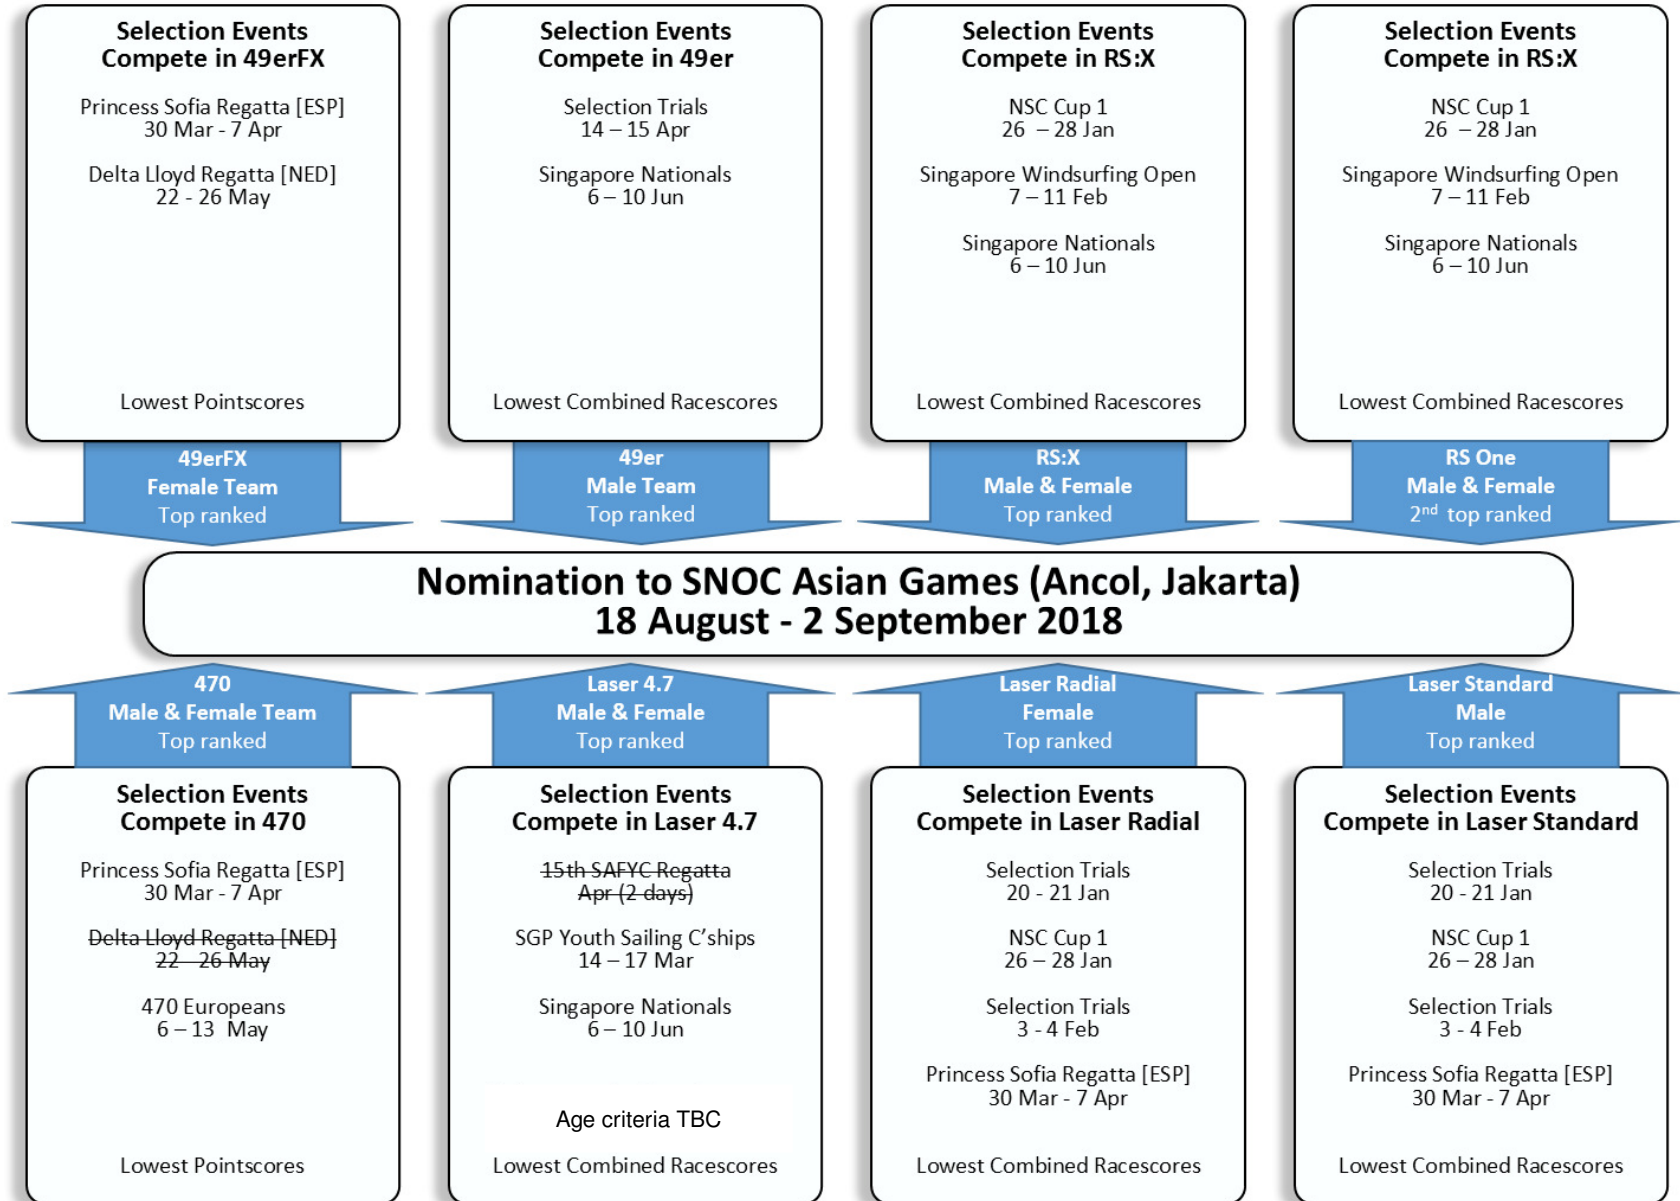 Selection Events
Compete in 49erFX
Princess Sofia Regatta [ESP]
30 Mar - 7 Apr
Delta Lloyd Regatta [NED]
22 - 26 May
Lowest Pointscores
Selection Events
Compete in 49er
Selection Trials
14 – 15 Apr
Singapore Nationals
6 – 10 Jun
Lowest Combined Racescores
Selection Events
Compete in RS:X
NSC Cup 1
26 – 28 Jan
Singapore Windsurfing Open
7 – 11 Feb
Singapore Nationals
6 – 10 Jun
Lowest Combined Racescores
Selection Events
Compete in RS:X
NSC Cup 1
26 – 28 Jan
Singapore Windsurfing Open
7 – 11 Feb
Singapore Nationals
6 – 10 Jun
Lowest Combined Racescores
49erFX
Female Team
Top ranked
49er
Male Team
Top ranked
RS:X
Male & Female
Top ranked
RS One
Male & Female
2nd top ranked
Nomination to SNOC Asian Games (Ancol, Jakarta)
18 August - 2 September 2018
470
Male & Female Team
Top ranked
Laser 4.7
Male & Female
Top ranked
Laser Radial
Female
Top ranked
Laser Standard
Male
Top ranked
Selection Events
Compete in 470
Princess Sofia Regatta [ESP]
30 Mar - 7 Apr
Delta Lloyd Regatta [NED]
22 - 26 May
470 Europeans
6 – 13 May
Lowest Pointscores
Selection Events
Compete in Laser 4.7
15th SAFYC Regatta
Apr (2 days)
SGP Youth Sailing C'ships
14 – 17 Mar
Singapore Nationals
6 – 10 Jun
Age criteria TBC
Lowest Combined Racescores
Selection Events
Compete in Laser Radial
Selection Trials
20 - 21 Jan
NSC Cup 1
26 – 28 Jan
Selection Trials
3 - 4 Feb
Princess Sofia Regatta [ESP]
30 Mar - 7 Apr
Lowest Combined Racescores
Selection Events
Compete in Laser Standard
Selection Trials
20 - 21 Jan
NSC Cup 1
26 – 28 Jan
Selection Trials
3 - 4 Feb
Princess Sofia Regatta [ESP]
30 Mar - 7 Apr
Lowest Combined Racescores